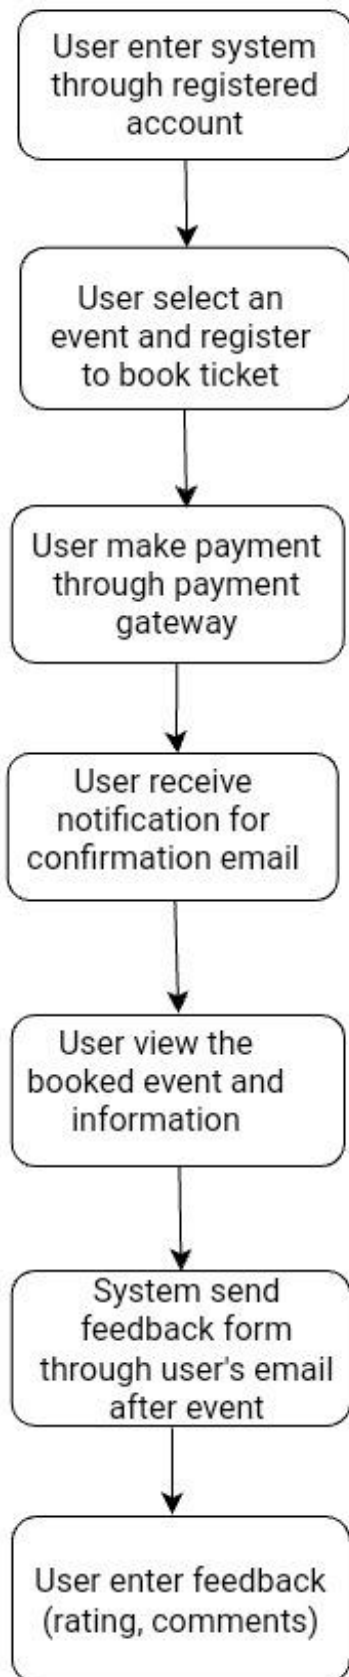 User enter system
through registered
account
User select an
event and register
to book ticket
User make payment
through payment
gateway
User receive
notification for
confirmation email
User view the
booked event and
information
System send
feedback form
through user's email
after event
User enter feedback
(rating, comments)